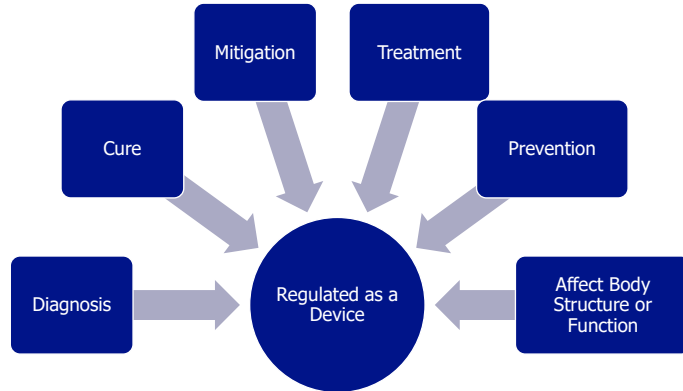 Mitigation
Treatment
Cure
Prevention
Diagnosis
Regulated as a
Device
Affect Body
Structure or
Function